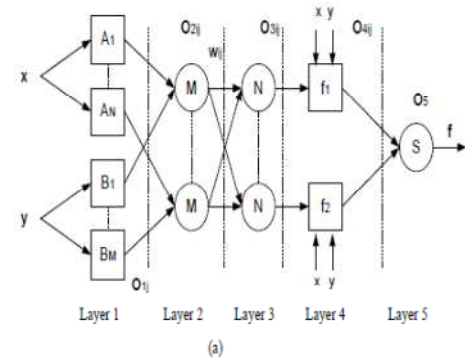 x y
A1 O2ij O3ij O4ij
wij
x M N f1 O5
AN
S f
B1
y M N f2
BM
O1j x y
Layer 1 Layer 2 Layer 3 Layer 4 Layer 5
(a)